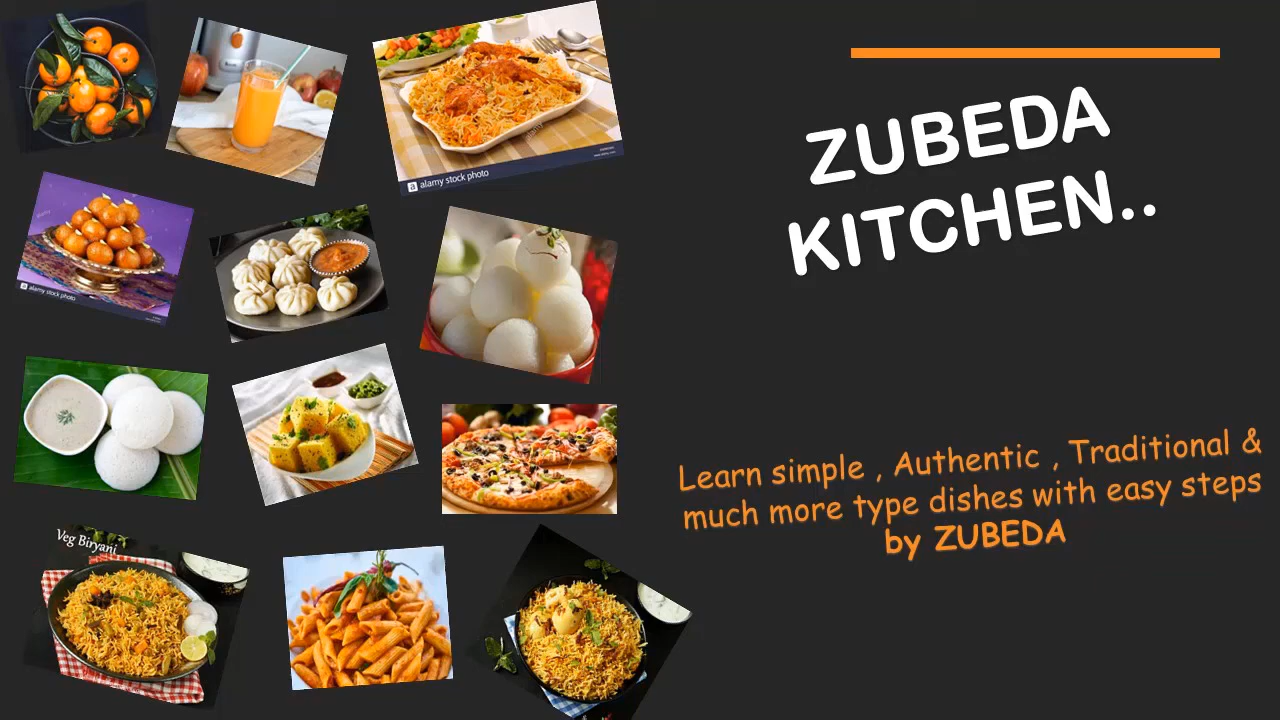 ZUBEDA
KITCHEN..
Learn simple , Authentic , Traditional &
much more type dishes with easy steps
by ZUBEDA
a alamy stock photo
a alamy stock photo
Veg Biryani